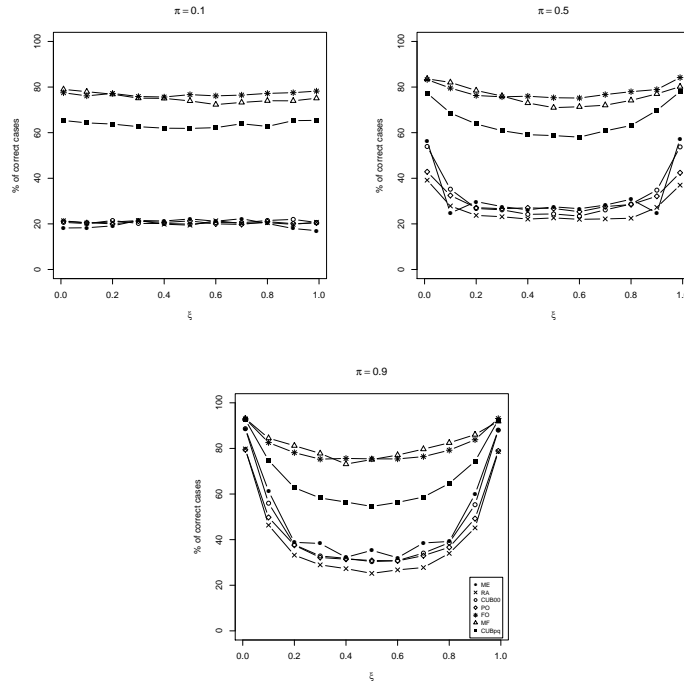 π = 0.1
% of correct cases
100
80
60
40
20
0
0.0 0.2 0.4 0.6 0.8 1.0
ξ
π = 0.5
% of correct cases
100
80
60
40
20
0
0.0 0.2 0.4 0.6 0.8 1.0
ξ
π = 0.9
% of correct cases
100
80
60
40
20
0
0.0 0.2 0.4 0.6 0.8 1.0
ξ
ME
RA
CUB00
PO
FO
MF
CUBpq